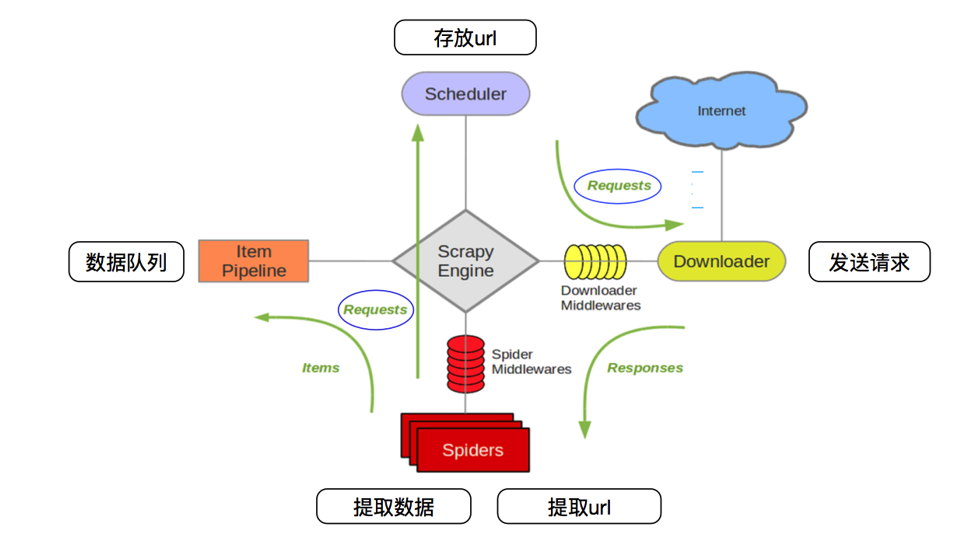 存放url
Scheduler
Internet
Requests
数据队列
Item
Pipeline
Scrapy
Engine
Downloader
发送请求
Downloader
Middlewares
Requests
Items
Spider
Middlewares
Responses
Spiders
提取数据
提取url